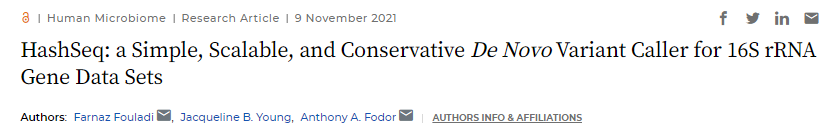 Human Microbiome | Research Article | 9 November 2021
HashSeq: a Simple, Scalable, and Conservative De Novo Variant Caller for 16S rRNA
Gene Data Sets
Authors: Farnaz Fouladi, Jacqueline B. Young, Anthony A. Fodor | AUTHORS INFO & AFFILIATIONS